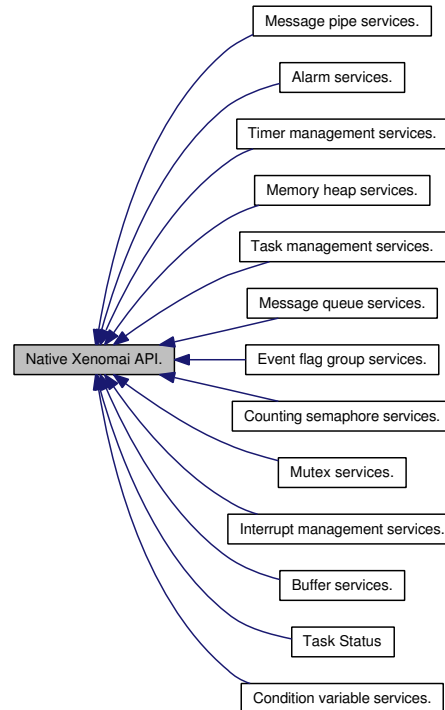 Message pipe services.
Alarm services.
Timer management services.
Memory heap services.
Task management services.
Message queue services.
Native Xenomai API.
Event flag group services.
Counting semaphore services.
Mutex services.
Interrupt management services.
Buffer services.
Task Status
Condition variable services.